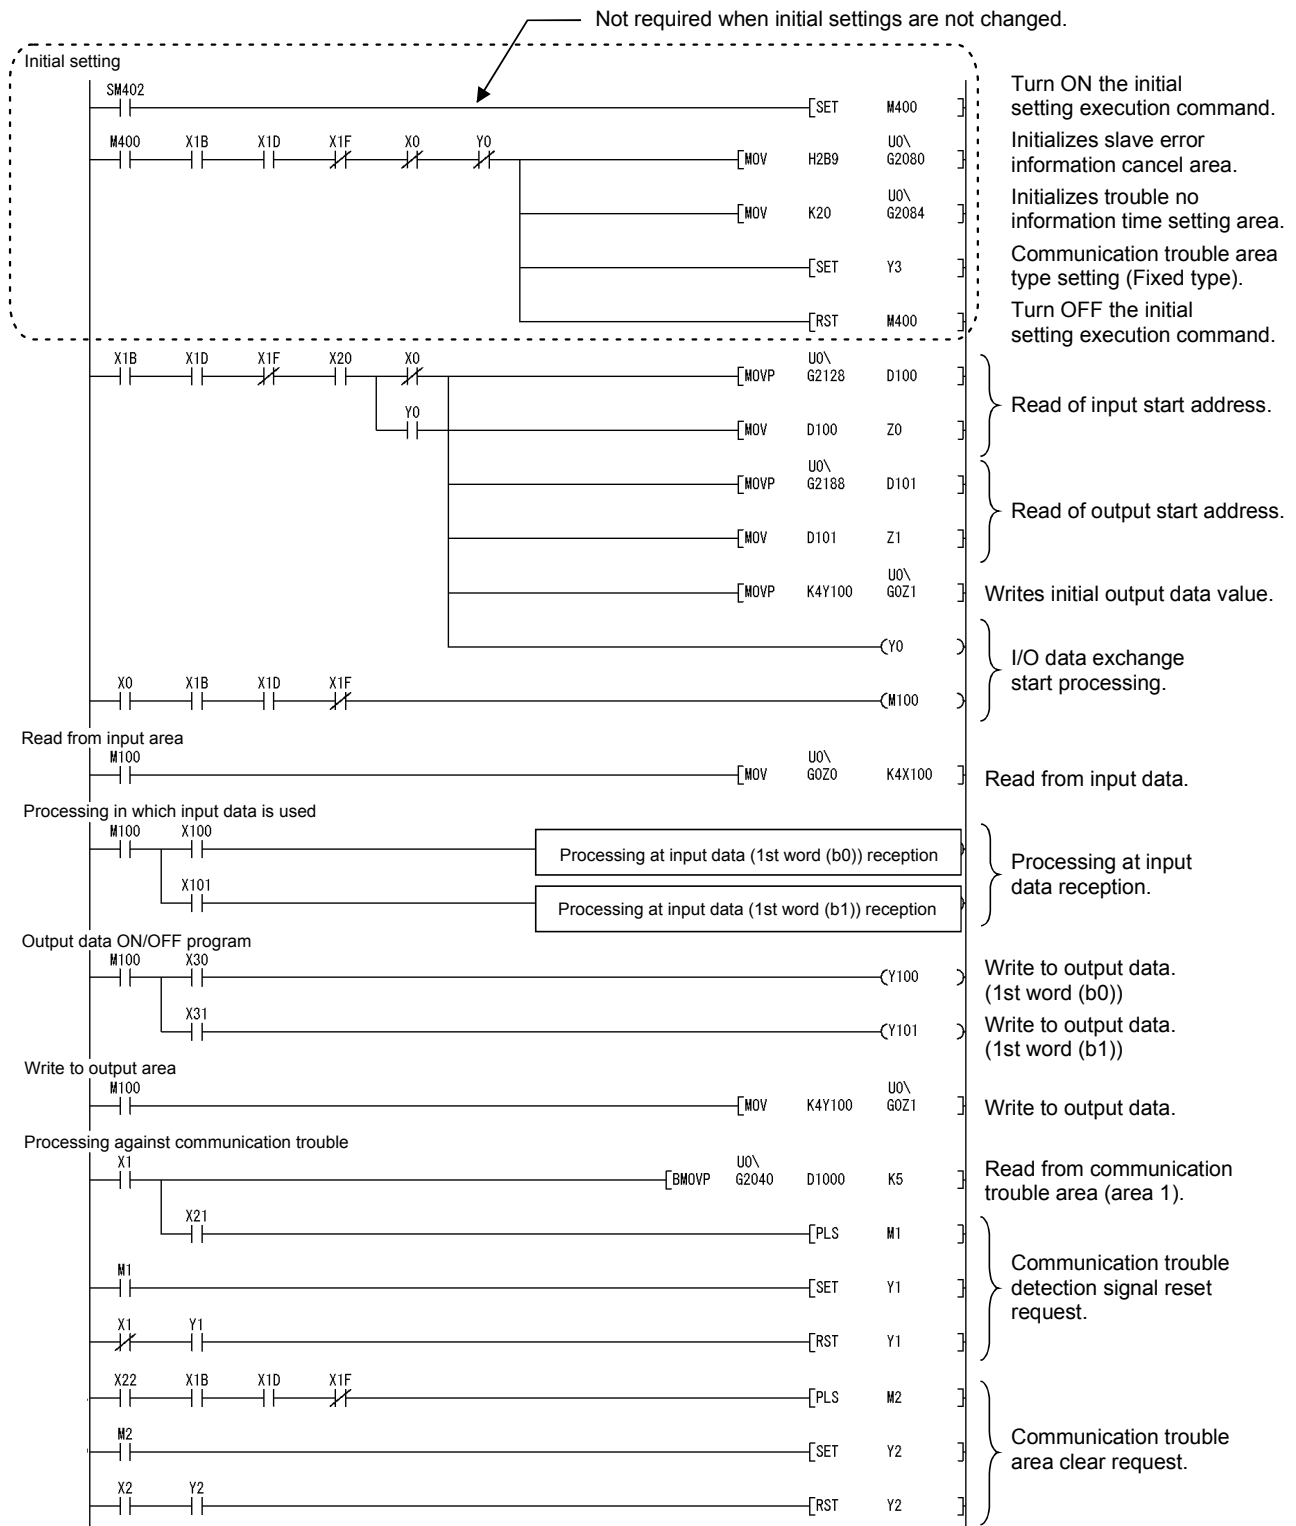 Not required when initial settings are not changed.
Initial setting
SM402
SET M400
Turn ON the initial
setting execution command.
M400 X1B X1D X1F X0 Y0
MOV H2B9 U0\
G2080
Initializes slave error
information cancel area.
MOV K20 U0\
G2084
Initializes trouble no
information time setting area.
SET Y3
Communication trouble area
type setting (Fixed type).
RST M400
Turn OFF the initial
setting execution command.
X1B X1D X1F X20 X0
MOVP U0\
G2128 D100
Y0
MOV D100 Z0
Read of input start address.
MOVP U0\
G2188 D101
MOV D101 Z1
Read of output start address.
MOVP K4Y100 U0\
G0Z1
Writes initial output data value.
Y0
X0 X1B X1D X1F
M100
I/O data exchange
start processing.
Read from input area
M100
MOV U0\
G0Z0 K4X100
Read from input data.
Processing in which input data is used
M100 X100
Processing at input data (1st word (b0)) reception
X101
Processing at input data (1st word (b1)) reception
Processing at input
data reception.
Output data ON/OFF program
M100 X30
Y100
Write to output data.
(1st word (b0))
X31
Y101
Write to output data.
(1st word (b1))
Write to output area
M100
MOV K4Y100 U0\
G0Z1
Write to output data.
Processing against communication trouble
X1
BMOVP U0\
G2040 D1000 K5
Read from communication
trouble area (area 1).
X21
PLS M1
M1
SET Y1
X1 Y1
RST Y1
Communication trouble
detection signal reset
request.
X22 X1B X1D X1F
PLS M2
M2
SET Y2
X2 Y2
RST Y2
Communication trouble
area clear request.